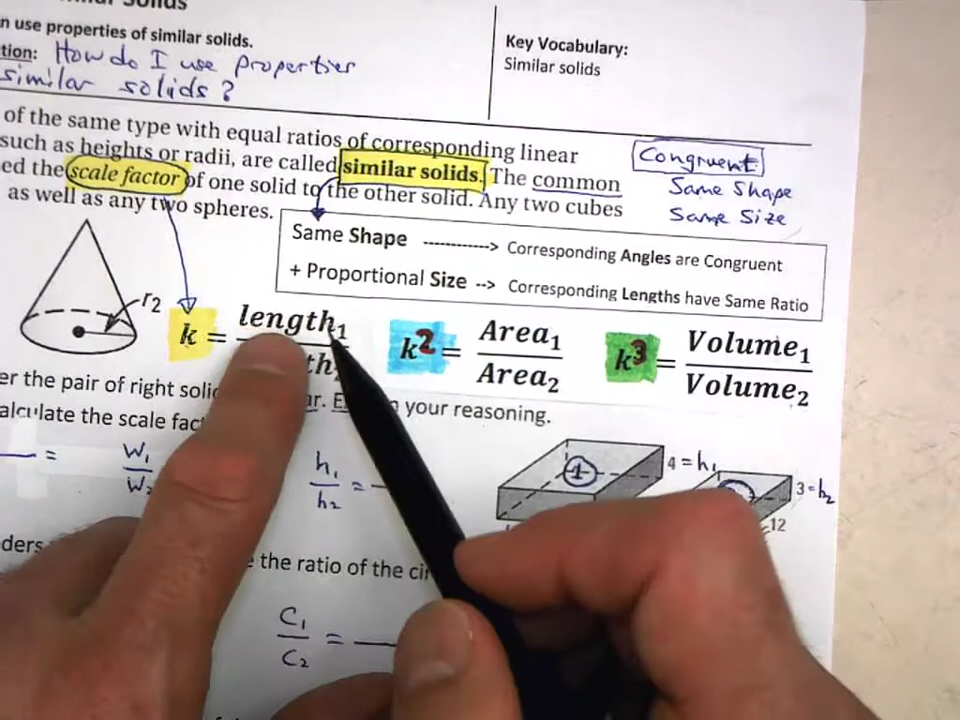 Solids
n use properties of similar solids.
tion: How do I use properties
similar solids?
Key Vocabulary:
Similar solids
of the same type with equal ratios of corresponding linear
such as heights or radii, are called similar solids. The common
ed the scale factor of one solid to the other solid. Any two cubes
as well as any two spheres.
Congruent
Same Shape
Same Size
Same Shape ------------> Corresponding Angles are Congruent
+ Proportional Size --> Corresponding Lengths have Same Ratio
r₂
k = length₁
k² = Area₁ / Area₂
k³ = Volume₁ / Volume₂
er the pair of right soli
your reasoning.
alculate the scale fac
= W₁ / W₂
h₁ / h₂ =
1
4 = h₁
3 = h₂
12
ders
the ratio of the cir
C₁ / C₂ =
of the